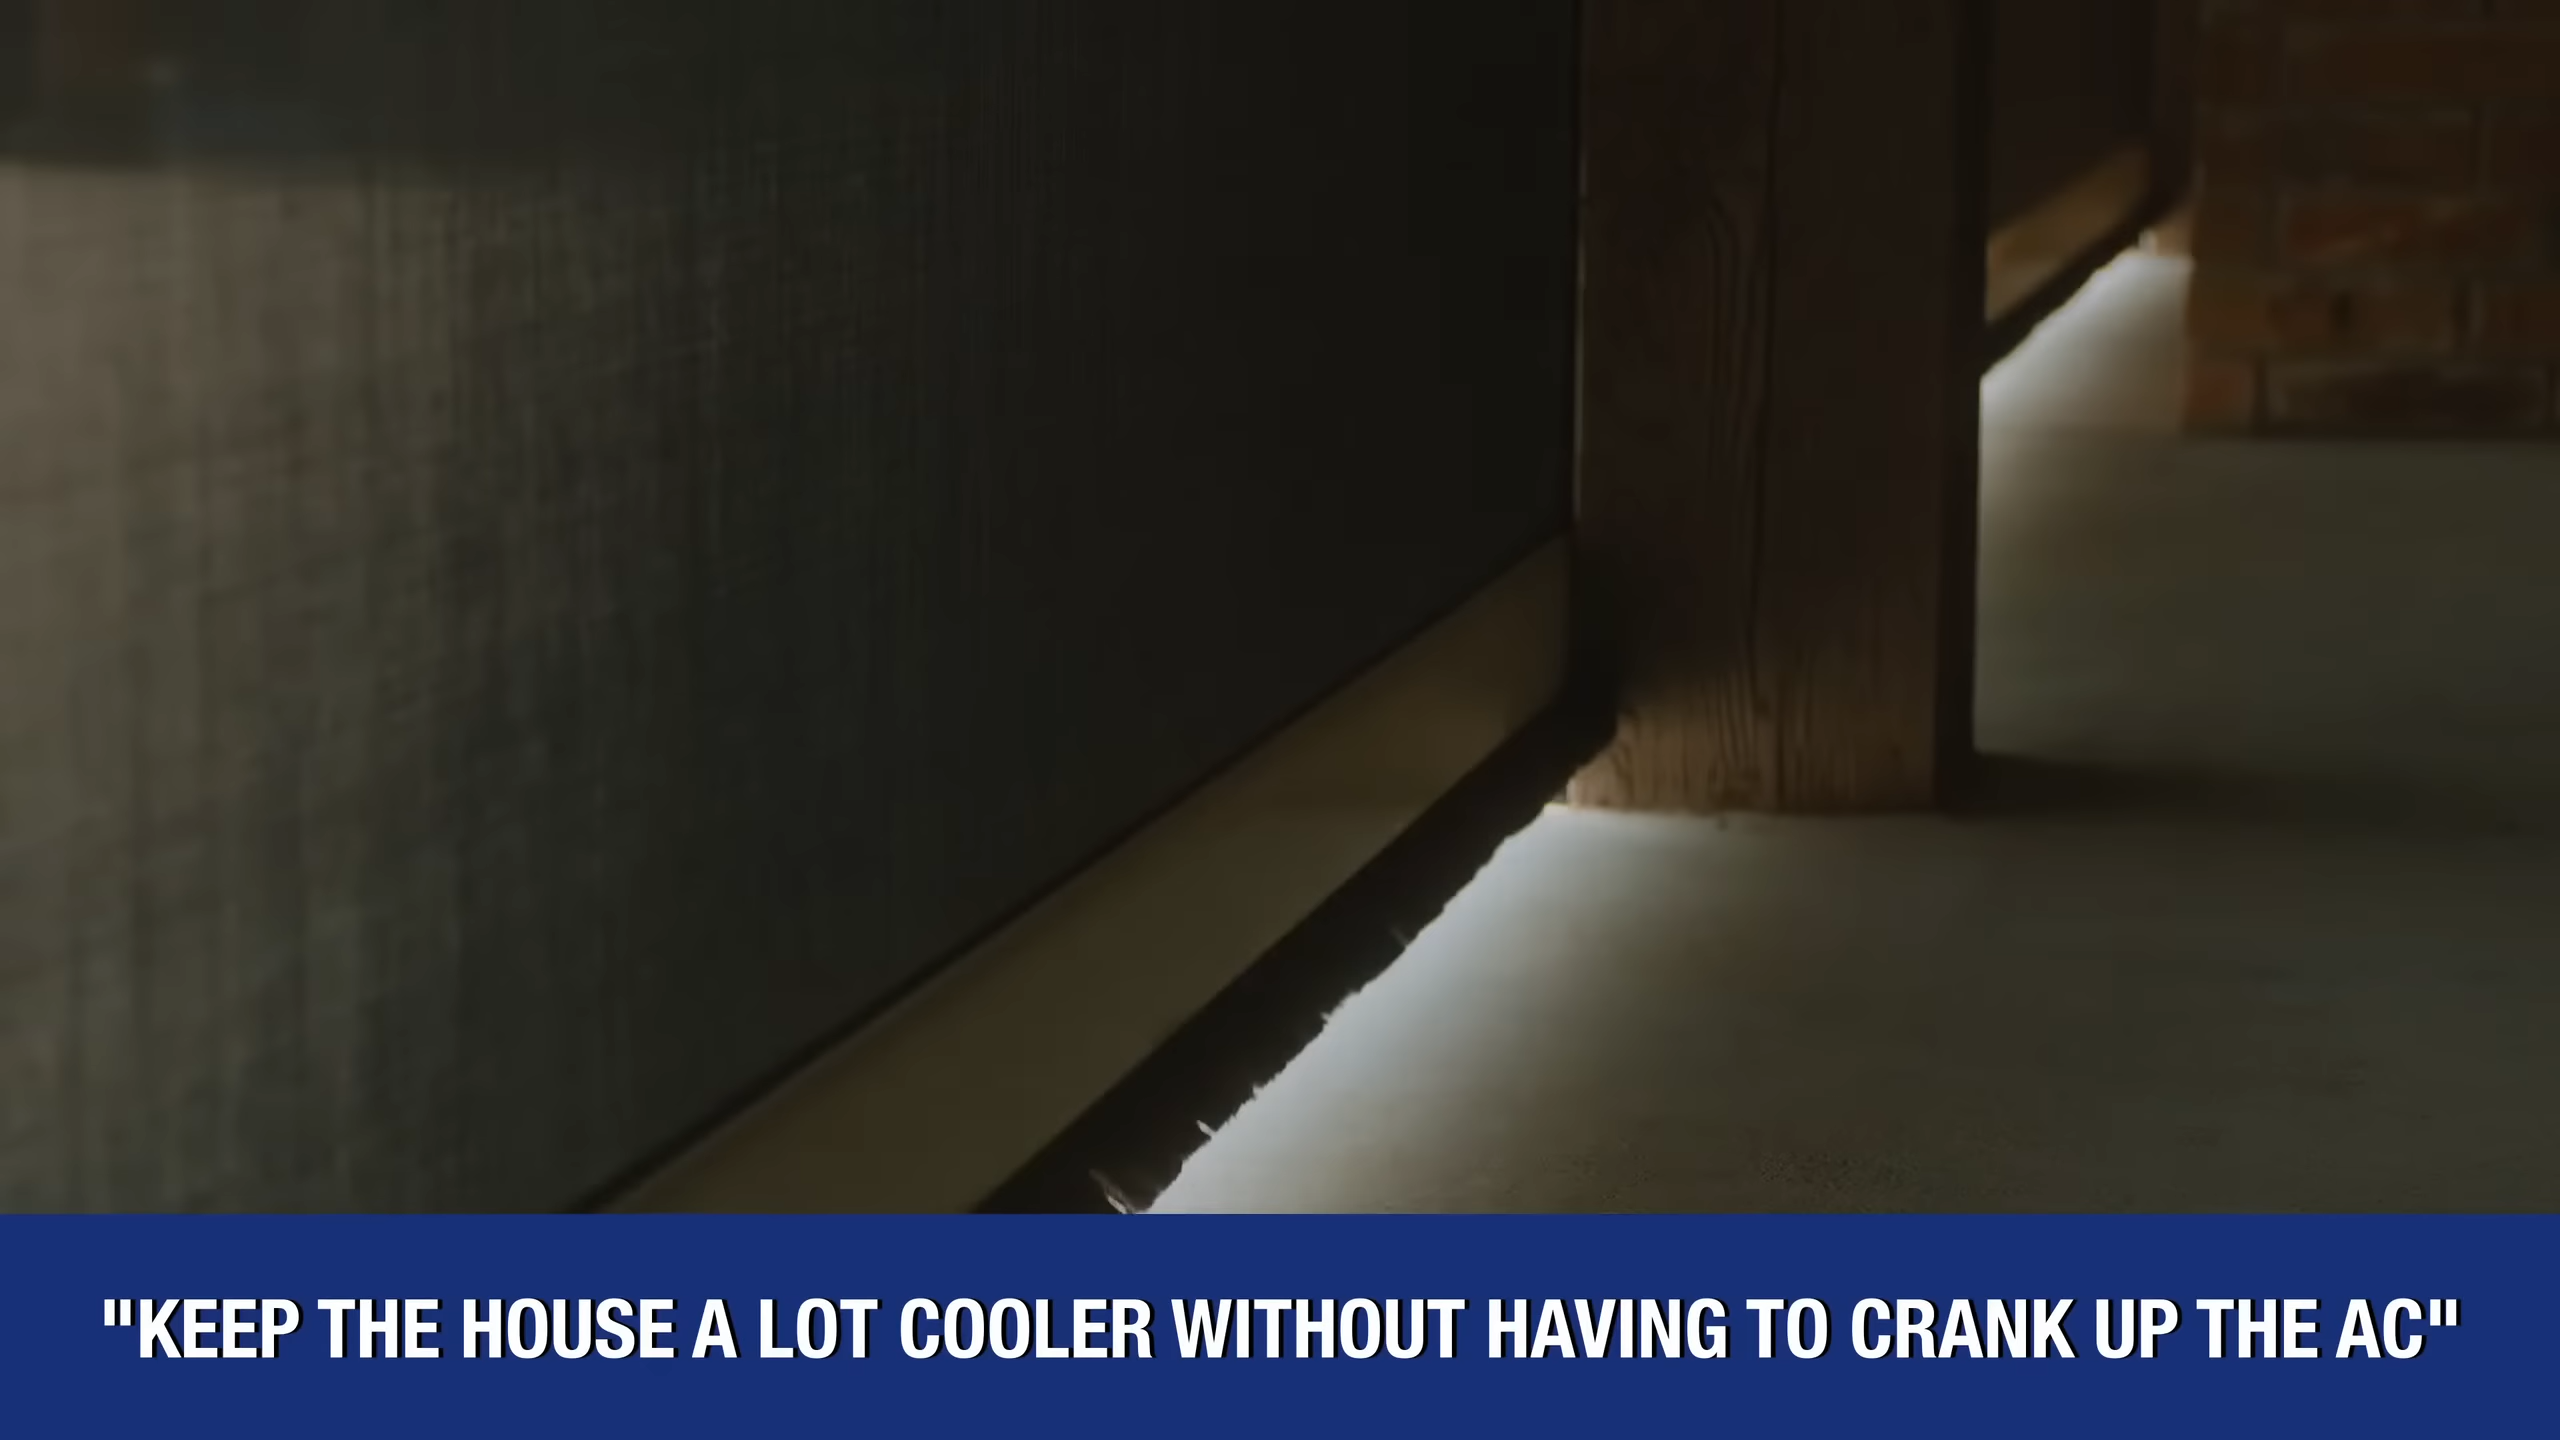 "KEEP THE HOUSE A LOT COOLER WITHOUT HAVING TO CRANK UP THE AC"